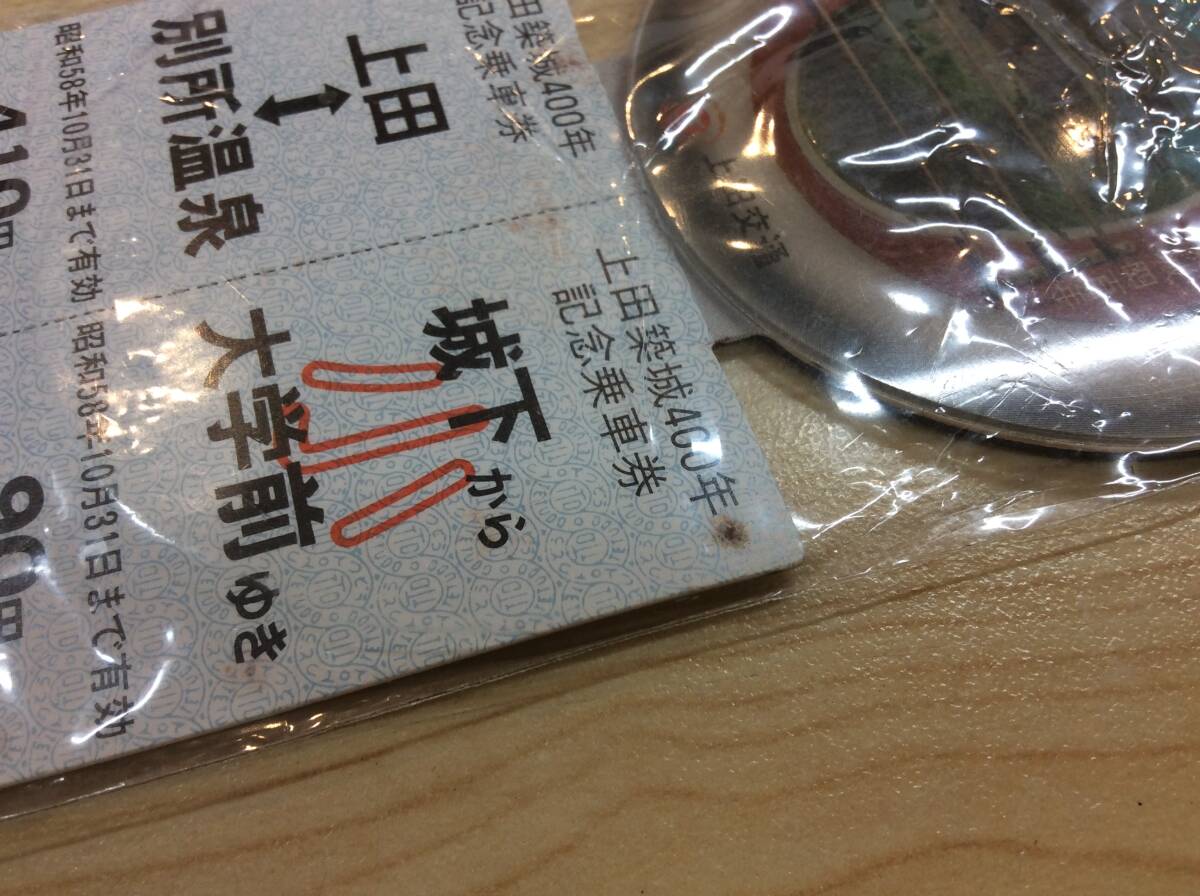 田築城400年
記念乗車券
上田
別所温泉
昭和58年10月31日まで有効
上田築城400年
記念乗車券
城下から
大学前ゆき
昭和58年10月31日まで有効
上田交通